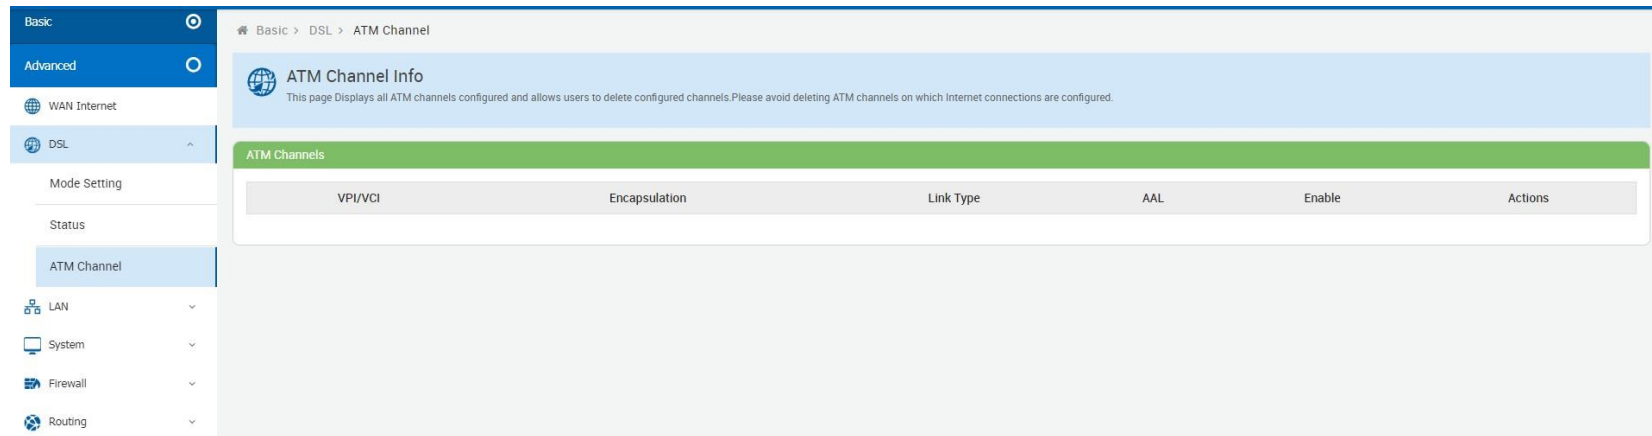 Basic
Advanced
WAN Internet
DSL
Mode Setting
Status
ATM Channel
LAN
System
Firewall
Routing
Basic > DSL > ATM Channel
ATM Channel Info
This page Displays all ATM channels configured and allows users to delete configured channels.Please avoid deleting ATM channels on which Internet connections are configured.
ATM Channels
VPI/VCI Encapsulation Link Type AAL Enable Actions